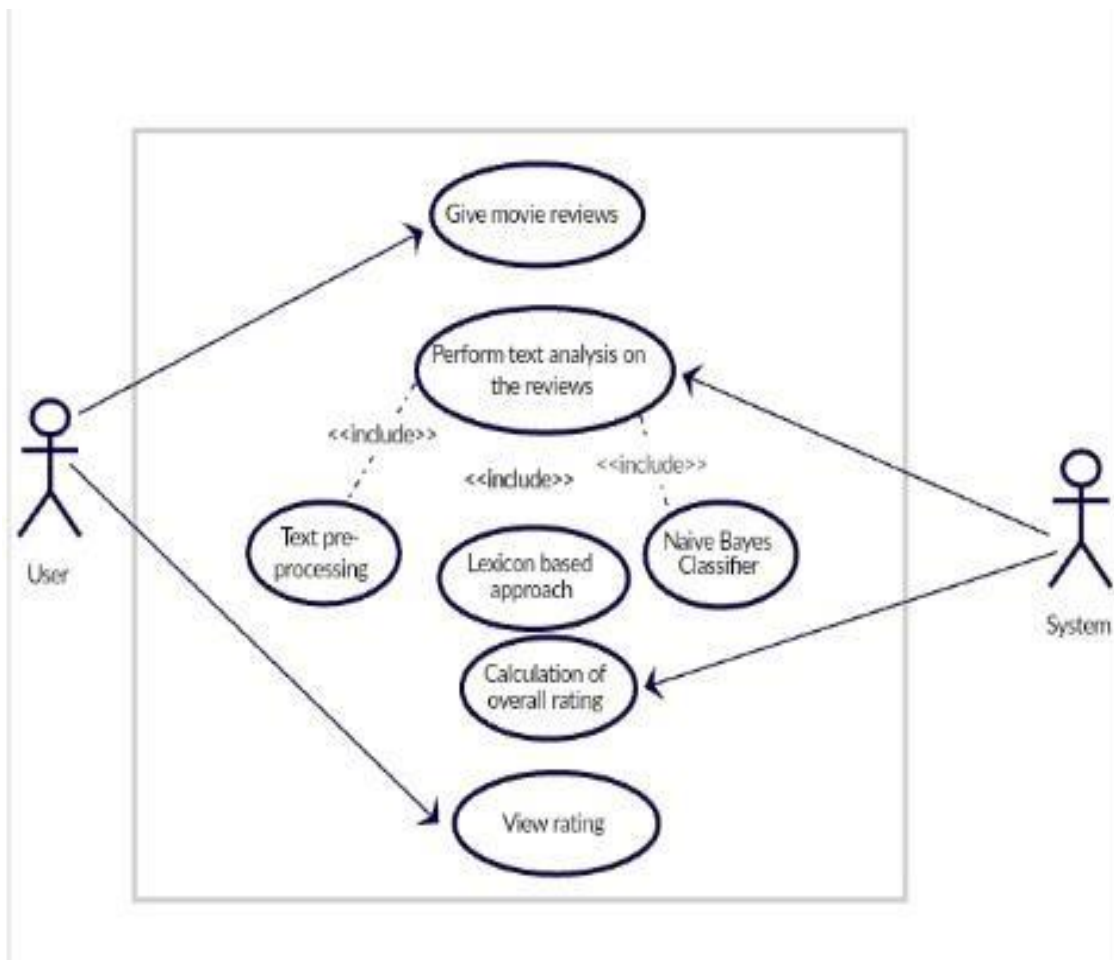 Give movie reviews
Perform text analysis on
the reviews
<<include>>
<<include>>
<<include>>
Text pre-
processing
Lexicon based
approach
Naive Bayes
Classifier
User
System
Calculation of
overall rating
View rating